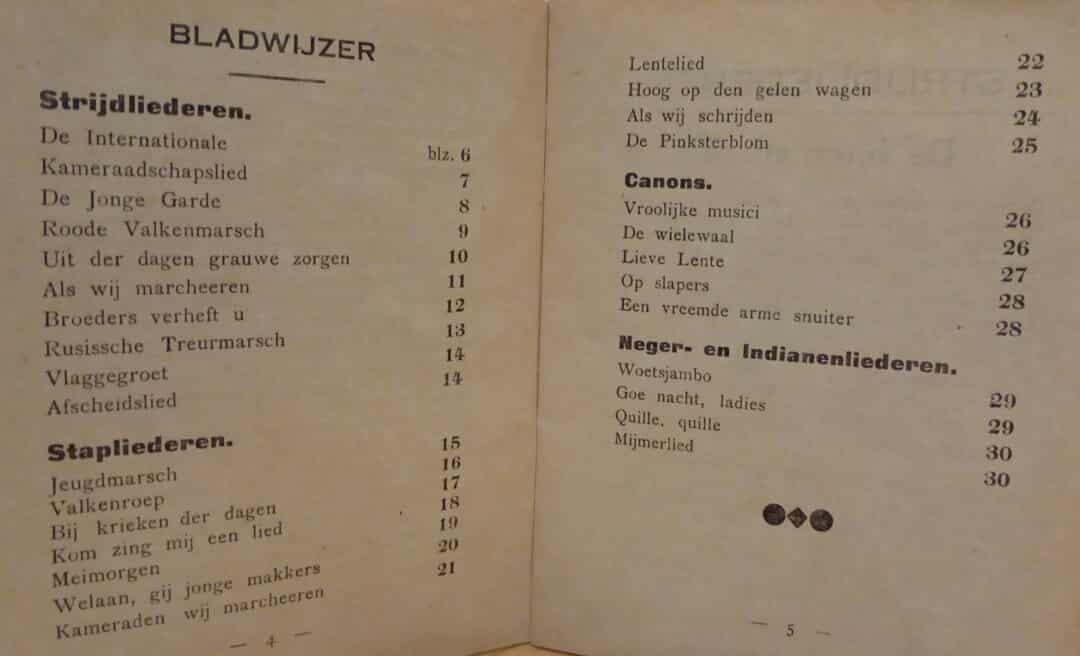 BLADWIJZER
Strijdliederen.
De Internationale blz. 6
Kameraadschapslied 7
De Jonge Garde 8
Roode Valkenmarsch 9
Uit der dagen grauwe zorgen 10
Als wij marcheeren 11
Broeders verheft u 12
Rusissche Treurmarsch 13
Vlaggegroet 14
Afscheidslied 14
Stapliederen.
Jeugdmarsch 15
Valkenroep 16
Bij krieken der dagen 17
Kom zing mij een lied 18
Meimorgen 19
Welaan, gij jonge makkers 20
Kameraden wij marcheeren 21
— 4 —
Lentelied 22
Hoog op den gelen wagen 23
Als wij schrijden 24
De Pinksterblom 25
Canons.
Vroolijke musici 26
De wielewaal 26
Lieve Lente 27
Op slapers 28
Een vreemde arme snuiter 28
Neger- en Indianenliederen.
Woetsjambo 29
Goe nacht, ladies 29
Quille, quille 30
Mijmerlied 30
— 5 —